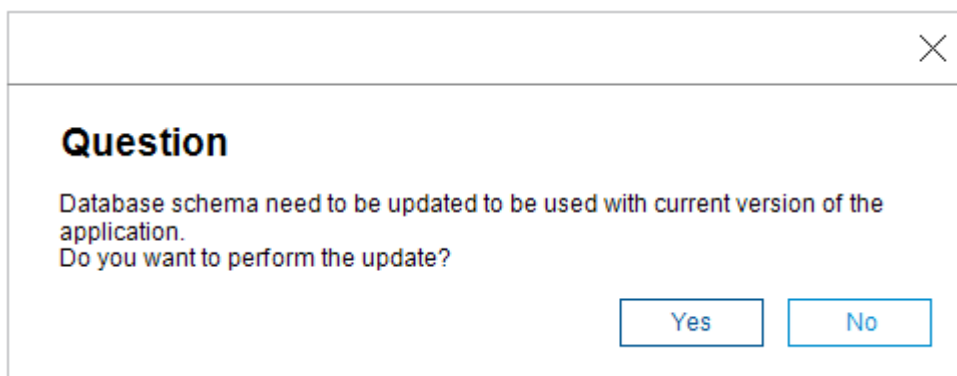 Question
Database schema need to be updated to be used with current version of the
application.
Do you want to perform the update?
Yes No